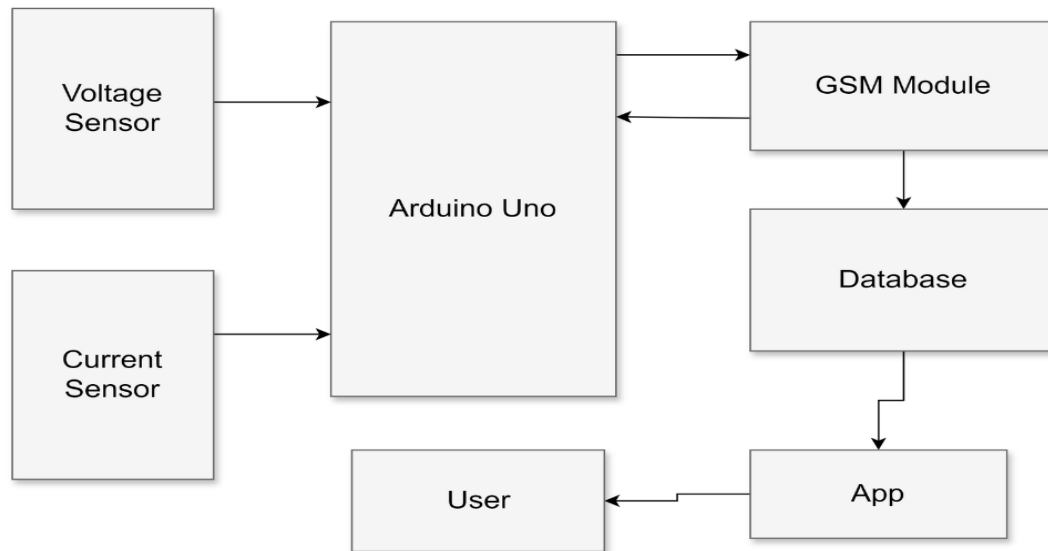 Voltage
Sensor
Arduino Uno
GSM Module
Database
Current
Sensor
User
App